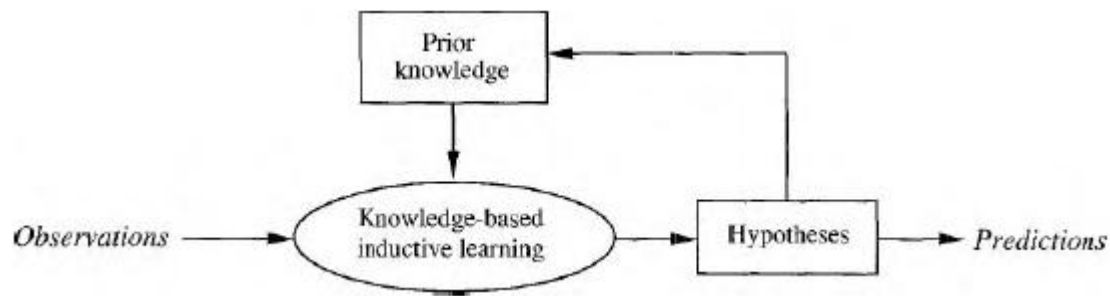 Prior
knowledge
Observations
Knowledge-based
inductive learning
Hypotheses
Predictions